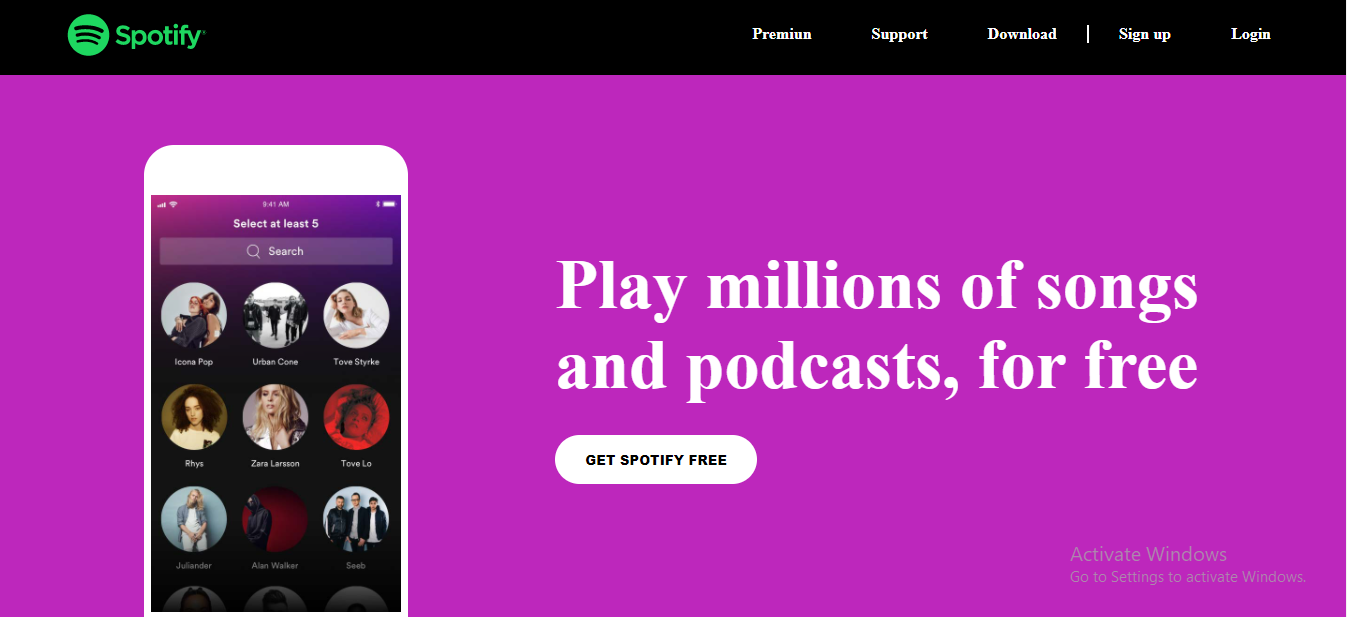 Spotify®
Premiun Support Download | Sign up Login
9:41 AM
Select at least 5
Search
Icona Pop Urban Cone Tove Styrke
Rhys Zara Larsson Tove Lo
Juliander Alan Walker Seeb
Play millions of songs
and podcasts, for free
GET SPOTIFY FREE
Activate Windows
Go to Settings to activate Windows.